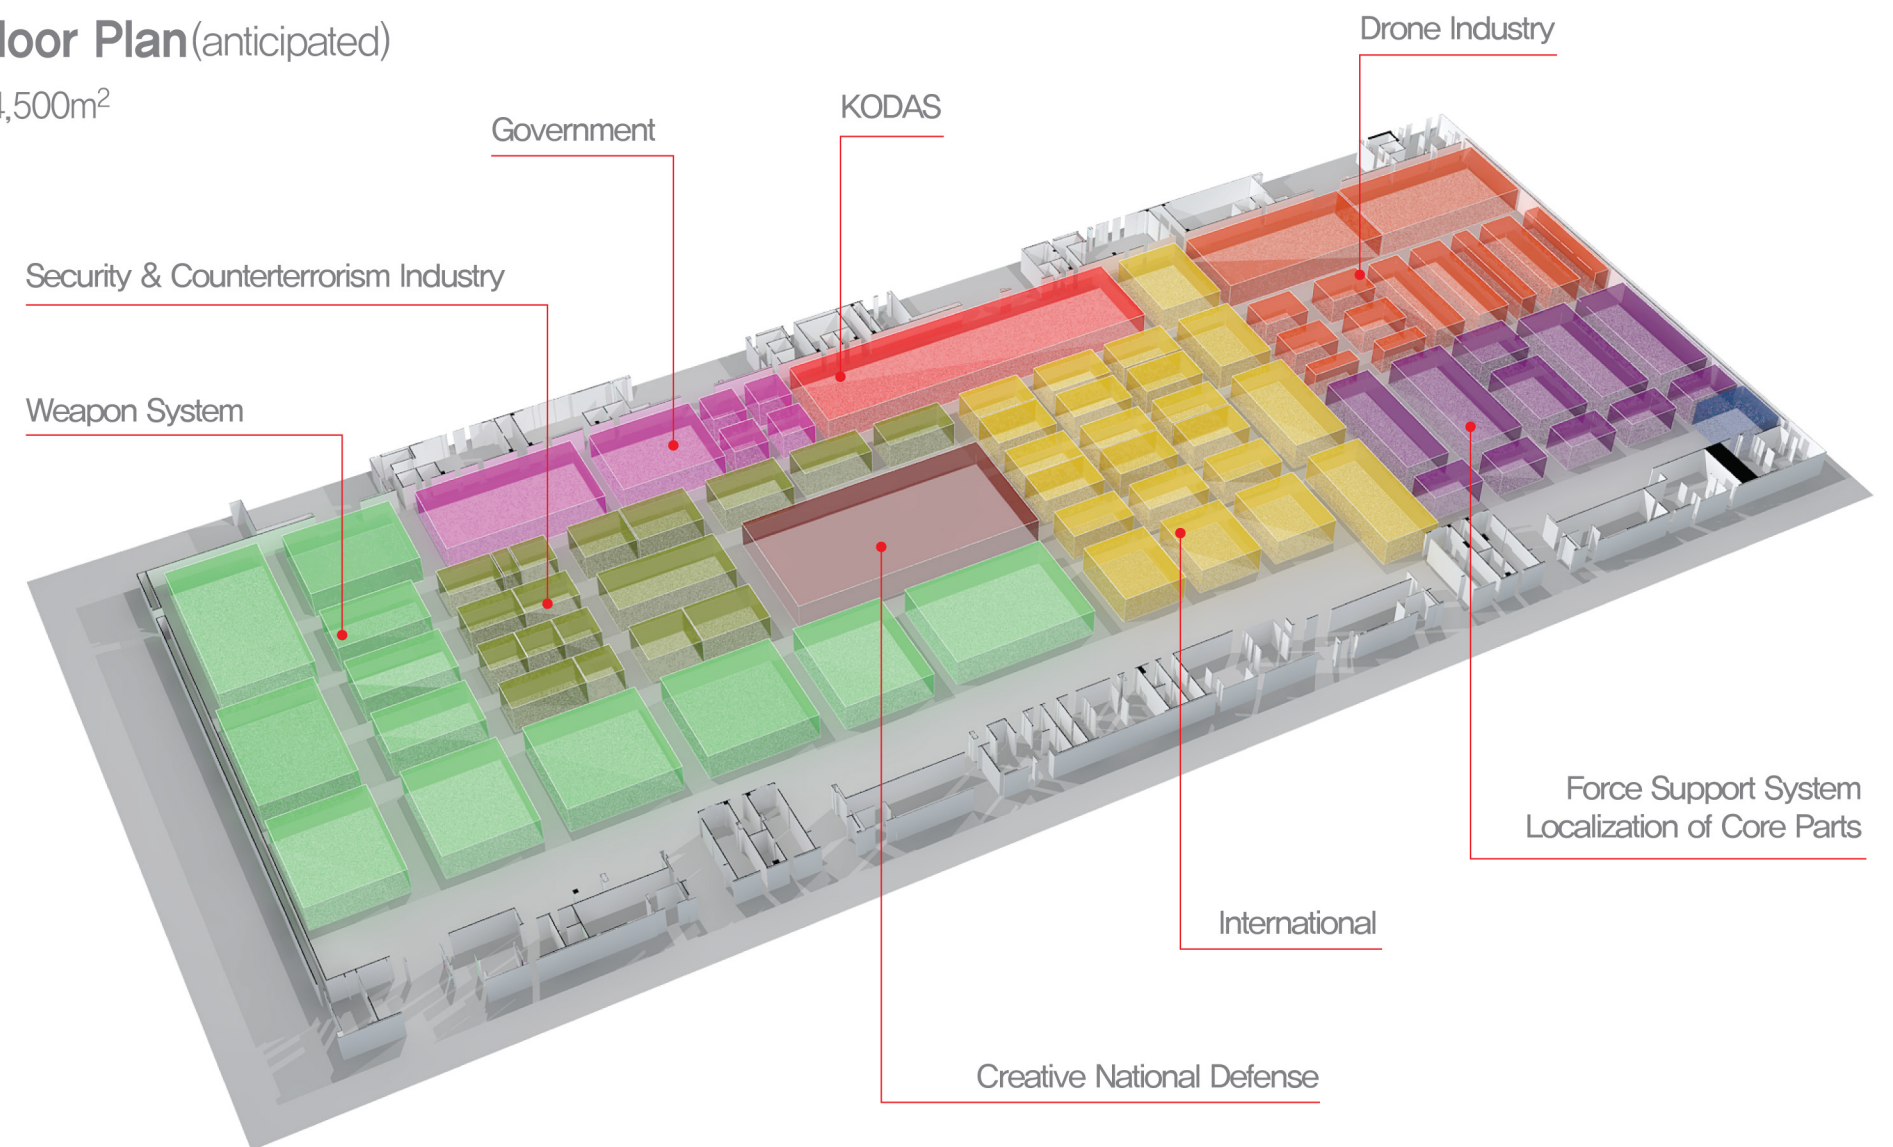 loor Plan (anticipated)
4,500m²
Drone Industry
KODAS
Government
Security & Counterterrorism Industry
Weapon System
Force Support System
Localization of Core Parts
International
Creative National Defense